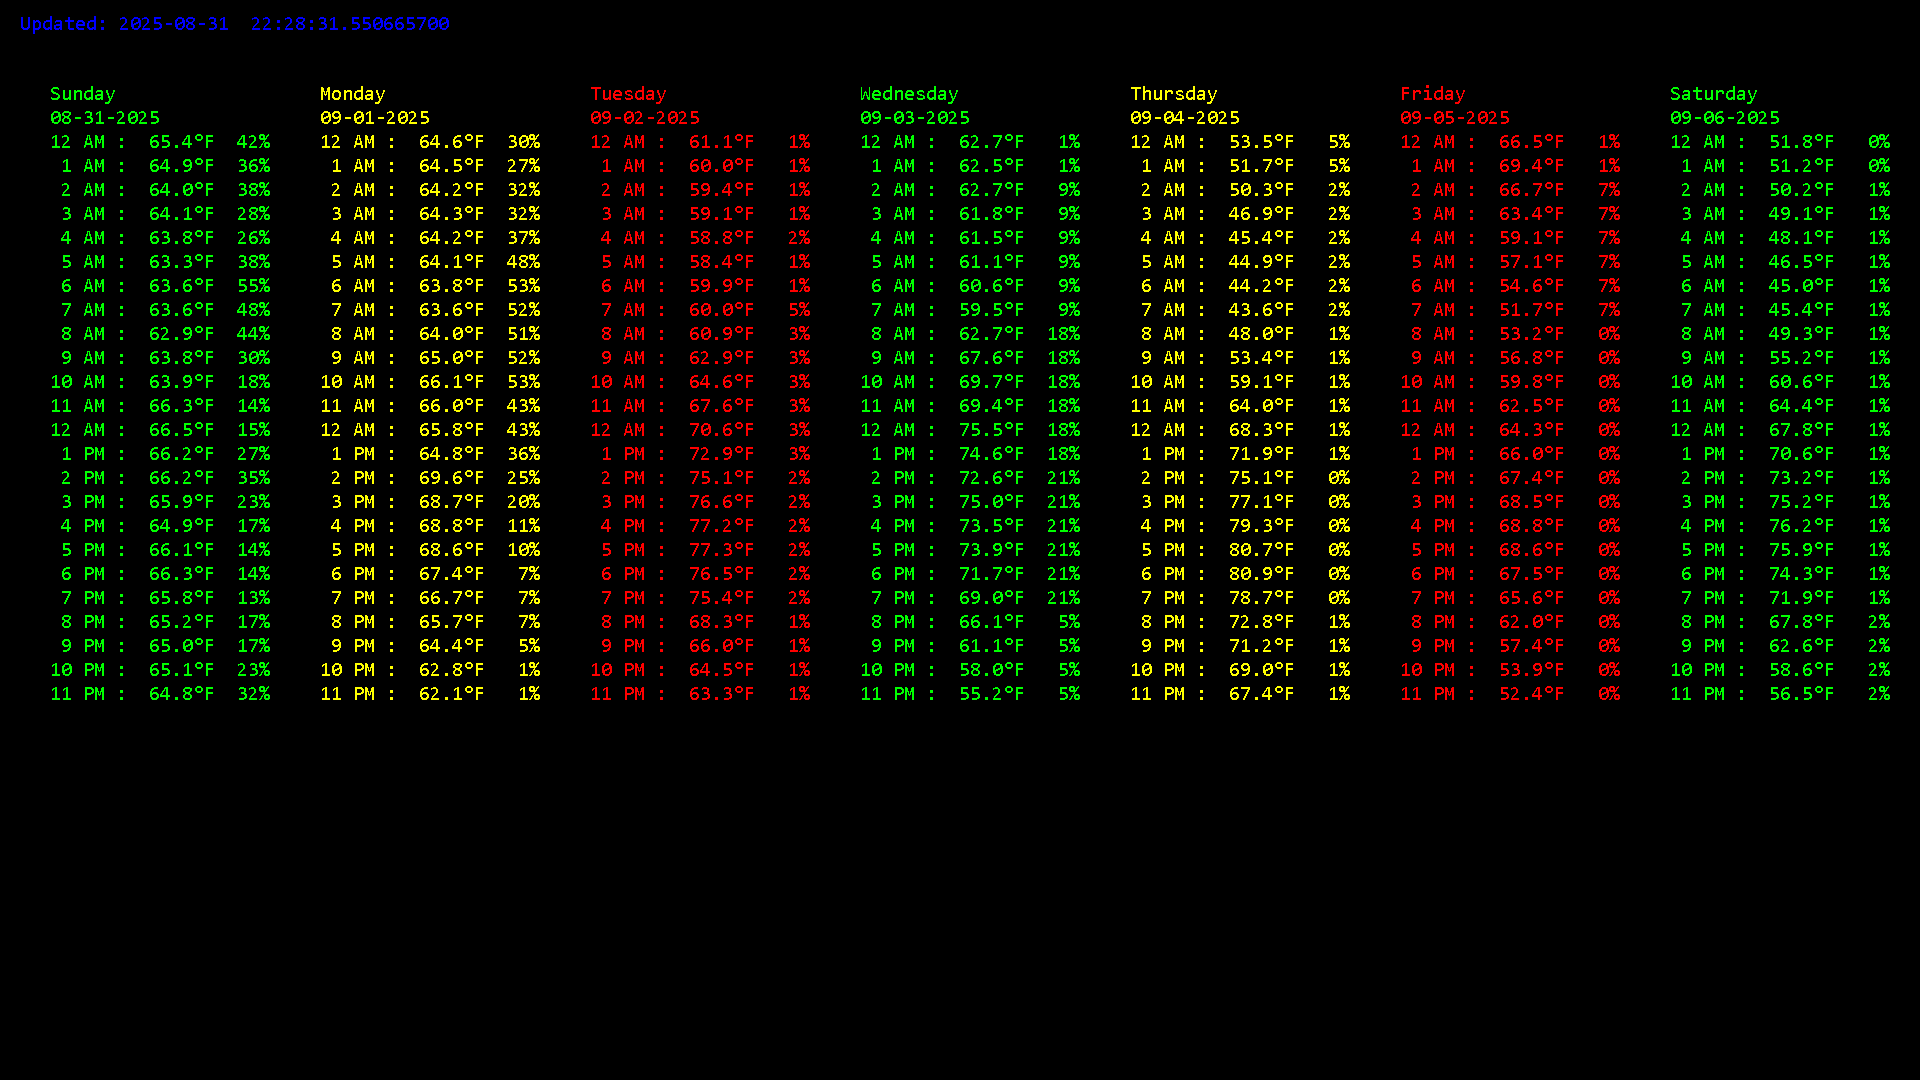 Updated: 2025-08-31  22:28:31.550665700
Sunday Monday Tuesday Wednesday Thursday Friday Saturday
08-31-2025 09-01-2025 09-02-2025 09-03-2025 09-04-2025 09-05-2025 09-06-2025
12 AM : 65.4°F 42% 12 AM : 64.6°F 30% 12 AM : 61.1°F 1% 12 AM : 62.7°F 1% 12 AM : 53.5°F 5% 12 AM : 66.5°F 1% 12 AM : 51.8°F 0%
1 AM : 64.9°F 36% 1 AM : 64.5°F 27% 1 AM : 60.0°F 1% 1 AM : 62.5°F 1% 1 AM : 51.7°F 5% 1 AM : 69.4°F 1% 1 AM : 51.2°F 0%
2 AM : 64.0°F 38% 2 AM : 64.2°F 32% 2 AM : 59.4°F 1% 2 AM : 62.7°F 9% 2 AM : 50.3°F 2% 2 AM : 66.7°F 7% 2 AM : 50.2°F 1%
3 AM : 64.1°F 28% 3 AM : 64.3°F 32% 3 AM : 59.1°F 1% 3 AM : 61.8°F 9% 3 AM : 46.9°F 2% 3 AM : 63.4°F 7% 3 AM : 49.1°F 1%
4 AM : 63.8°F 26% 4 AM : 64.2°F 37% 4 AM : 58.8°F 2% 4 AM : 61.5°F 9% 4 AM : 45.4°F 2% 4 AM : 59.1°F 7% 4 AM : 48.1°F 1%
5 AM : 63.3°F 38% 5 AM : 64.1°F 48% 5 AM : 58.4°F 1% 5 AM : 61.1°F 9% 5 AM : 44.9°F 2% 5 AM : 57.1°F 7% 5 AM : 46.5°F 1%
6 AM : 63.6°F 55% 6 AM : 63.8°F 53% 6 AM : 59.9°F 1% 6 AM : 60.6°F 9% 6 AM : 44.2°F 2% 6 AM : 54.6°F 7% 6 AM : 45.0°F 1%
7 AM : 63.6°F 48% 7 AM : 63.6°F 52% 7 AM : 60.0°F 5% 7 AM : 59.5°F 9% 7 AM : 43.6°F 2% 7 AM : 51.7°F 7% 7 AM : 45.4°F 1%
8 AM : 62.9°F 44% 8 AM : 64.0°F 51% 8 AM : 60.9°F 3% 8 AM : 62.7°F 18% 8 AM : 48.0°F 1% 8 AM : 53.2°F 0% 8 AM : 49.3°F 1%
9 AM : 63.8°F 30% 9 AM : 65.0°F 52% 9 AM : 62.9°F 3% 9 AM : 67.6°F 18% 9 AM : 53.4°F 1% 9 AM : 56.8°F 0% 9 AM : 55.2°F 1%
10 AM : 63.9°F 18% 10 AM : 66.1°F 53% 10 AM : 64.6°F 3% 10 AM : 69.7°F 18% 10 AM : 59.1°F 1% 10 AM : 59.8°F 0% 10 AM : 60.6°F 1%
11 AM : 66.3°F 14% 11 AM : 66.0°F 43% 11 AM : 67.6°F 3% 11 AM : 69.4°F 18% 11 AM : 64.0°F 1% 11 AM : 62.5°F 0% 11 AM : 64.4°F 1%
12 AM : 66.5°F 15% 12 AM : 65.8°F 43% 12 AM : 70.6°F 3% 12 AM : 75.5°F 18% 12 AM : 68.3°F 1% 12 AM : 64.3°F 0% 12 AM : 67.8°F 1%
1 PM : 66.2°F 27% 1 PM : 64.8°F 36% 1 PM : 72.9°F 3% 1 PM : 74.6°F 18% 1 PM : 71.9°F 1% 1 PM : 66.0°F 0% 1 PM : 70.6°F 1%
2 PM : 66.2°F 35% 2 PM : 69.6°F 25% 2 PM : 75.1°F 2% 2 PM : 72.6°F 21% 2 PM : 75.1°F 0% 2 PM : 67.4°F 0% 2 PM : 73.2°F 1%
3 PM : 65.9°F 23% 3 PM : 68.7°F 20% 3 PM : 76.6°F 2% 3 PM : 75.0°F 21% 3 PM : 77.1°F 0% 3 PM : 68.5°F 0% 3 PM : 75.2°F 1%
4 PM : 64.9°F 17% 4 PM : 68.8°F 11% 4 PM : 77.2°F 2% 4 PM : 73.5°F 21% 4 PM : 79.3°F 0% 4 PM : 68.8°F 0% 4 PM : 76.2°F 1%
5 PM : 66.1°F 14% 5 PM : 68.6°F 10% 5 PM : 77.3°F 2% 5 PM : 73.9°F 21% 5 PM : 80.7°F 0% 5 PM : 68.6°F 0% 5 PM : 75.9°F 1%
6 PM : 66.3°F 14% 6 PM : 67.4°F 7% 6 PM : 76.5°F 2% 6 PM : 71.7°F 21% 6 PM : 80.9°F 0% 6 PM : 67.5°F 0% 6 PM : 74.3°F 1%
7 PM : 65.8°F 13% 7 PM : 66.7°F 7% 7 PM : 75.4°F 2% 7 PM : 69.0°F 21% 7 PM : 78.7°F 0% 7 PM : 65.6°F 0% 7 PM : 71.9°F 1%
8 PM : 65.2°F 17% 8 PM : 65.7°F 7% 8 PM : 68.3°F 1% 8 PM : 66.1°F 5% 8 PM : 72.8°F 1% 8 PM : 62.0°F 0% 8 PM : 67.8°F 2%
9 PM : 65.0°F 17% 9 PM : 64.4°F 5% 9 PM : 66.0°F 1% 9 PM : 61.1°F 5% 9 PM : 71.2°F 1% 9 PM : 57.4°F 0% 9 PM : 62.6°F 2%
10 PM : 65.1°F 23% 10 PM : 62.8°F 1% 10 PM : 64.5°F 1% 10 PM : 58.0°F 5% 10 PM : 69.0°F 1% 10 PM : 53.9°F 0% 10 PM : 58.6°F 2%
11 PM : 64.8°F 32% 11 PM : 62.1°F 1% 11 PM : 63.3°F 1% 11 PM : 55.2°F 5% 11 PM : 67.4°F 1% 11 PM : 52.4°F 0% 11 PM : 56.5°F 2%